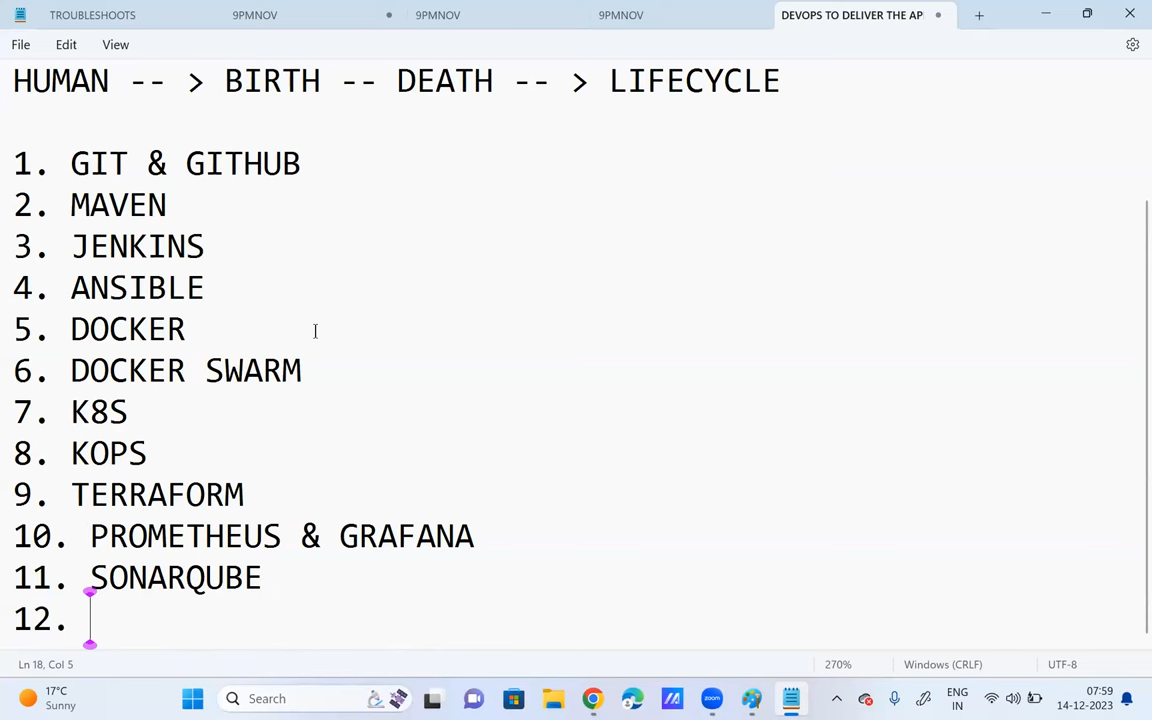 TROUBLESHOOTS 9PMNOV 9PMNOV 9PMNOV DEVOPS TO DELIVER THE AP
File Edit View
HUMAN -- > BIRTH -- DEATH -- > LIFECYCLE
1. GIT & GITHUB
2. MAVEN
3. JENKINS
4. ANSIBLE
5. DOCKER
6. DOCKER SWARM
7. K8S
8. KOPS
9. TERRAFORM
10. PROMETHEUS & GRAFANA
11. SONARQUBE
12.
Ln 18, Col 5 270% Windows (CRLF) UTF-8
17°C
Sunny
Search
ENG
IN
07:59
14-12-2023